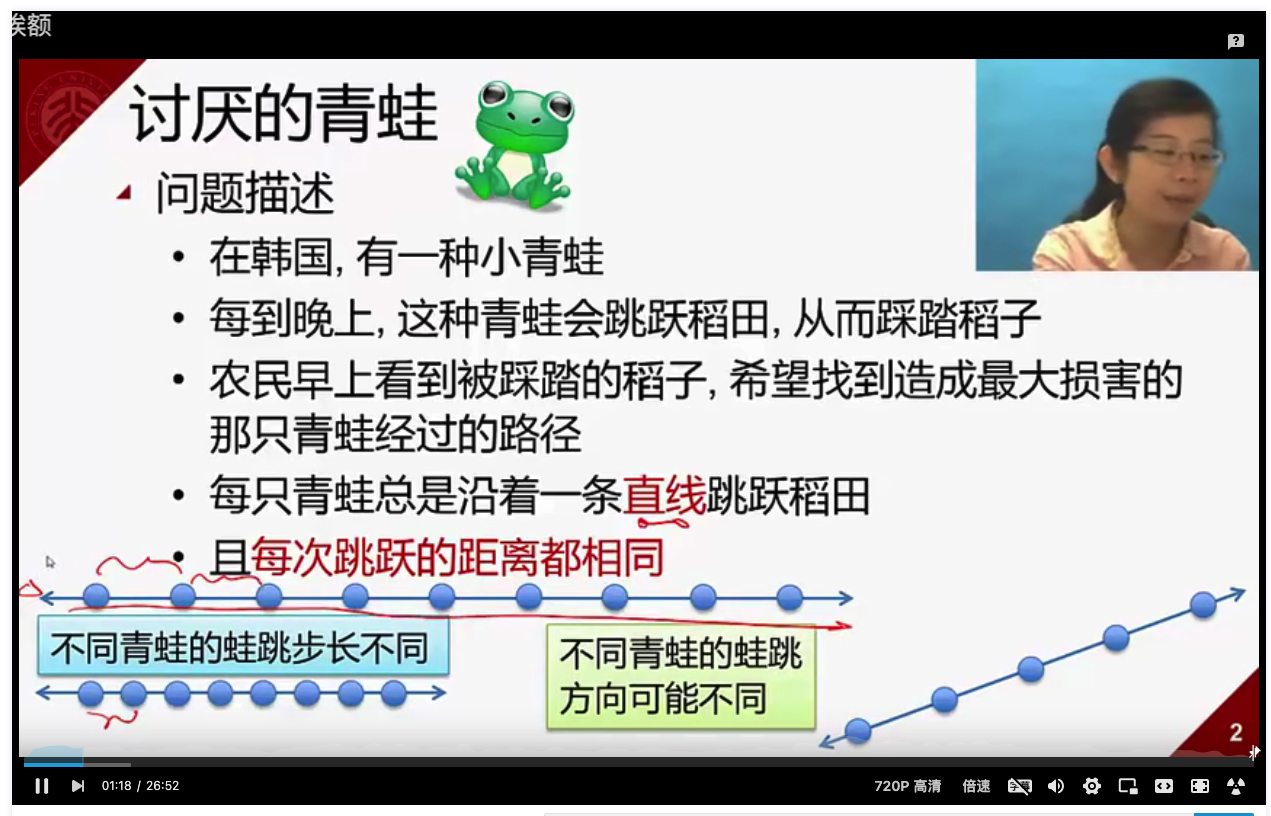 埃额
讨厌的青蛙
问题描述
• 在韩国, 有一种小青蛙
• 每到晚上, 这种青蛙会跳跃稻田, 从而踩踏稻子
• 农民早上看到被踩踏的稻子, 希望找到造成最大损害的
那只青蛙经过的路径
• 每只青蛙总是沿着一条直线跳跃稻田
• 且每次跳跃的距离都相同
不同青蛙的蛙跳步长不同
不同青蛙的蛙跳
方向可能不同
2
01:18 / 26:52
720P 高清
倍速
字幕